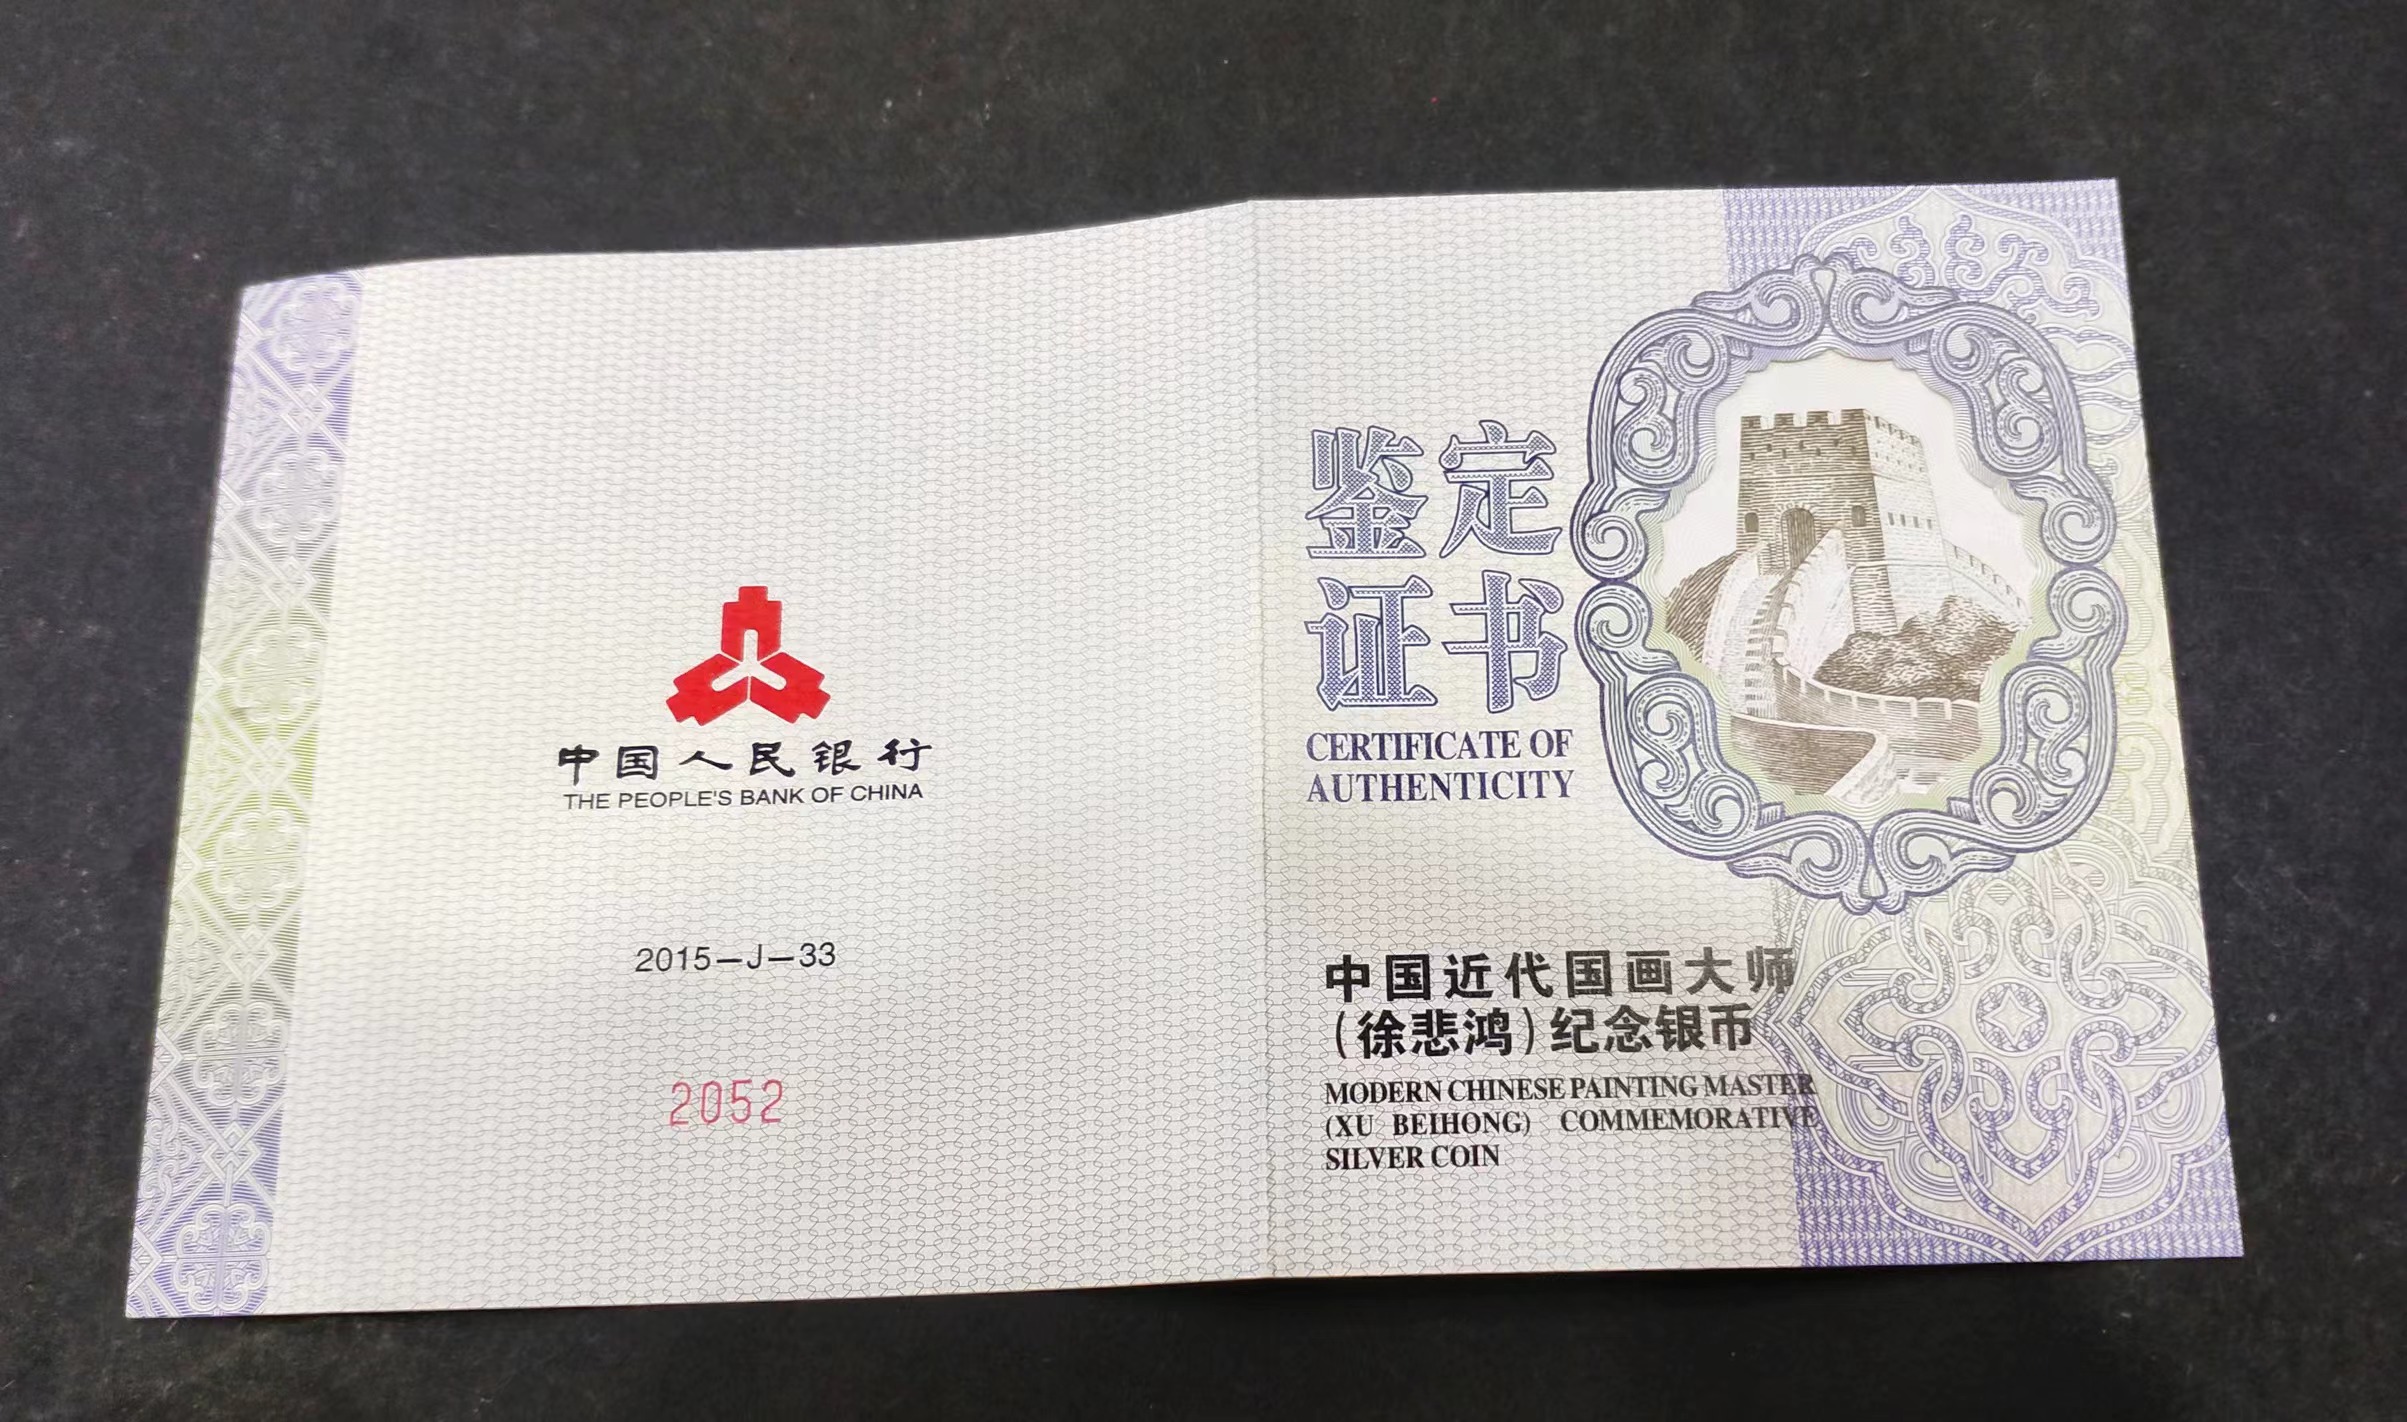 中国人民银行
THE PEOPLE'S BANK OF CHINA
2015-J-33
2052
鉴定
证书
CERTIFICATE OF
AUTHENTICITY
中国近代国画大师
(徐悲鸿)纪念银币
MODERN CHINESE PAINTING MASTER
(XU BEIHONG) COMMEMORATIVE
SILVER COIN